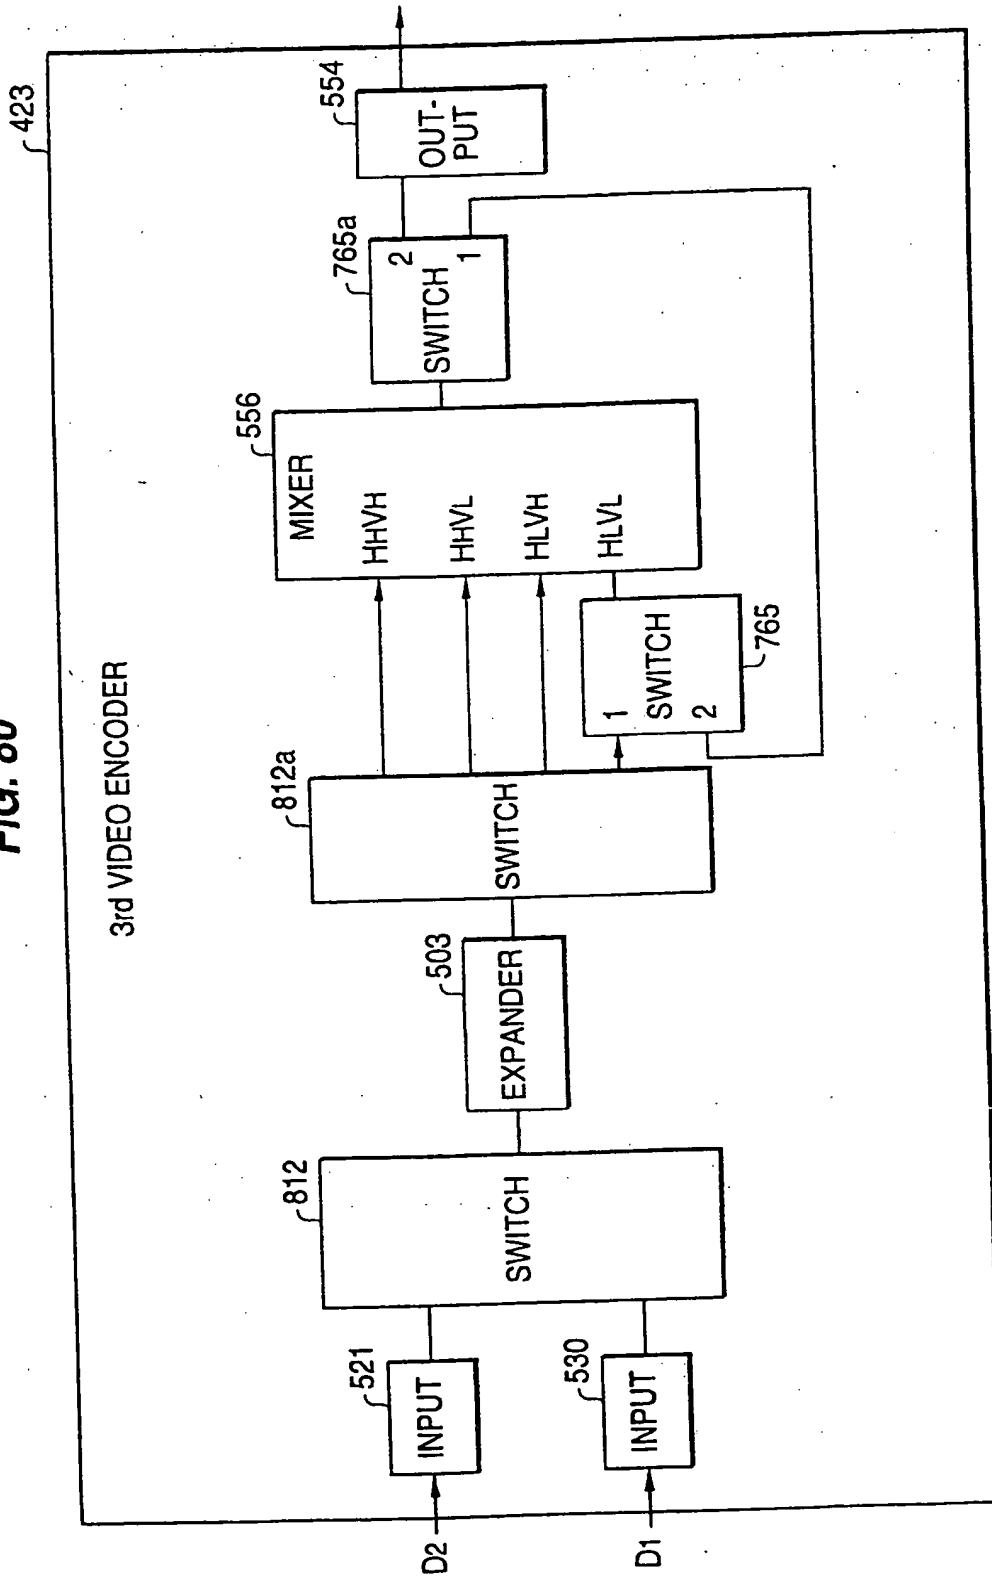 FIG. 80
423
3rd VIDEO ENCODER
D2
INPUT
521
D1
INPUT
530
SWITCH
812
EXPANDER
503
SWITCH
812a
1
SWITCH
2
765
MIXER
556
HHVH
HHVL
HLVH
HLVL
SWITCH
2
1
765a
OUT-
PUT
554